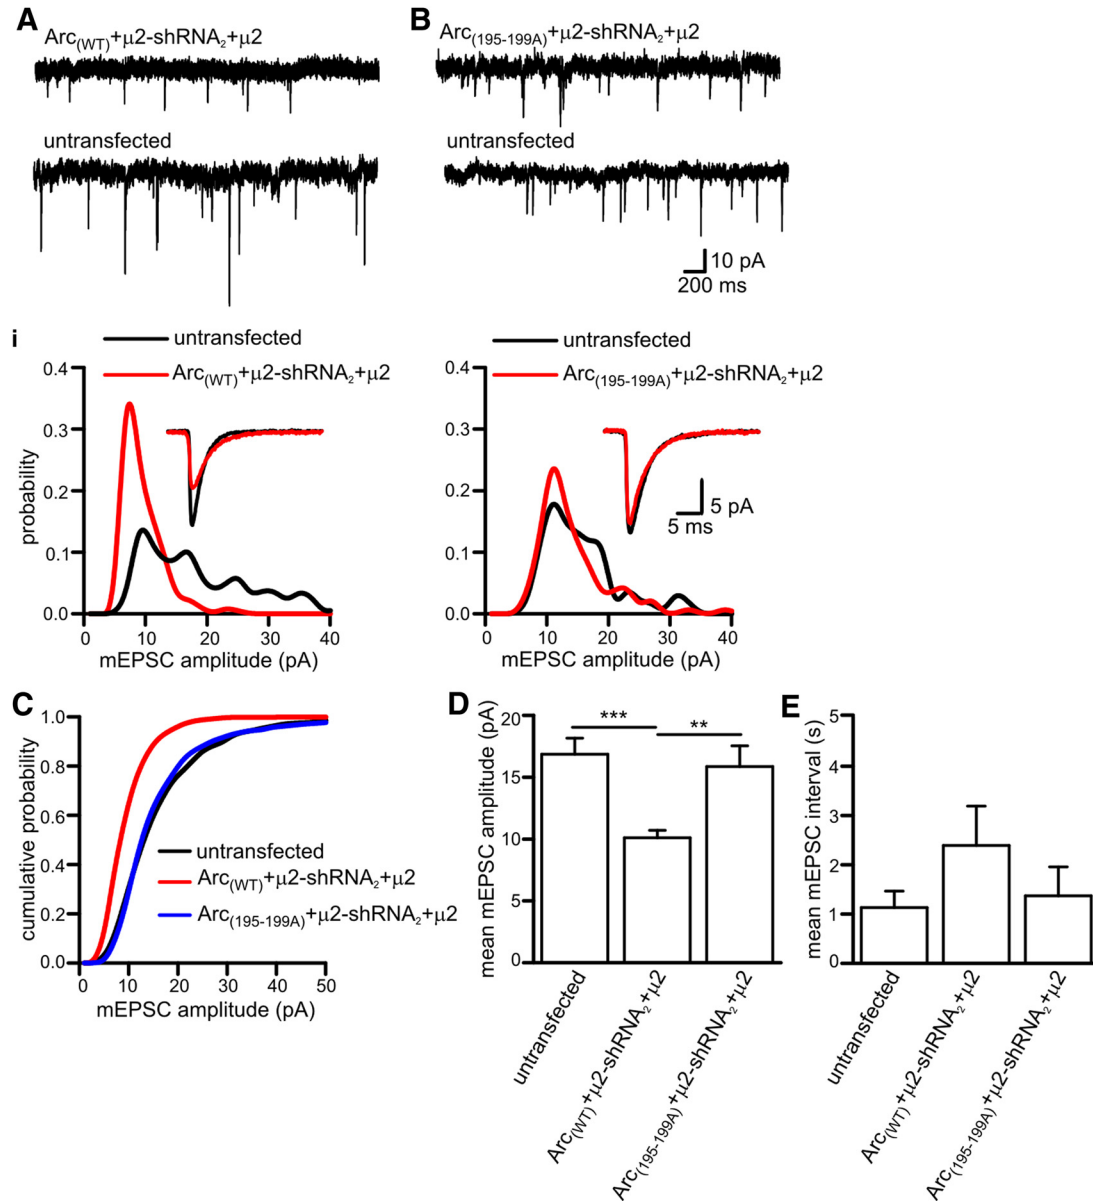 A
Arc(WT)+μ2-shRNA2+μ2
untransfected
B
Arc(195-199A)+μ2-shRNA2+μ2
untransfected
10 pA
200 ms
i
untransfected
Arc(WT)+μ2-shRNA2+μ2
0.4
0.3
0.2
0.1
0.0
probability
0
10
20
30
40
mEPSC amplitude (pA)
untransfected
Arc(195-199A)+μ2-shRNA2+μ2
0.4
0.3
0.2
0.1
0.0
5 pA
5 ms
0
10
20
30
40
mEPSC amplitude (pA)
C
1.0
0.8
0.6
0.4
0.2
0.0
cumulative probability
untransfected
Arc(WT)+μ2-shRNA2+μ2
Arc(195-199A)+μ2-shRNA2+μ2
0
10
20
30
40
50
mEPSC amplitude (pA)
D
20
15
10
5
0
mean mEPSC amplitude (pA)
***
**
untransfected
Arc(WT)+μ2-shRNA2+μ2
Arc(195-199A)+μ2-shRNA2+μ2
E
5
4
3
2
1
0
mean mEPSC interval (s)
untransfected
Arc(WT)+μ2-shRNA2+μ2
Arc(195-199A)+μ2-shRNA2+μ2